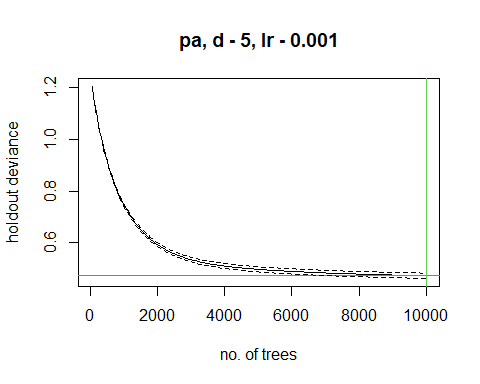 pa, d - 5, lr - 0.001
holdout deviance
1.2
1.0
0.8
0.6
0 2000 4000 6000 8000 10000
no. of trees